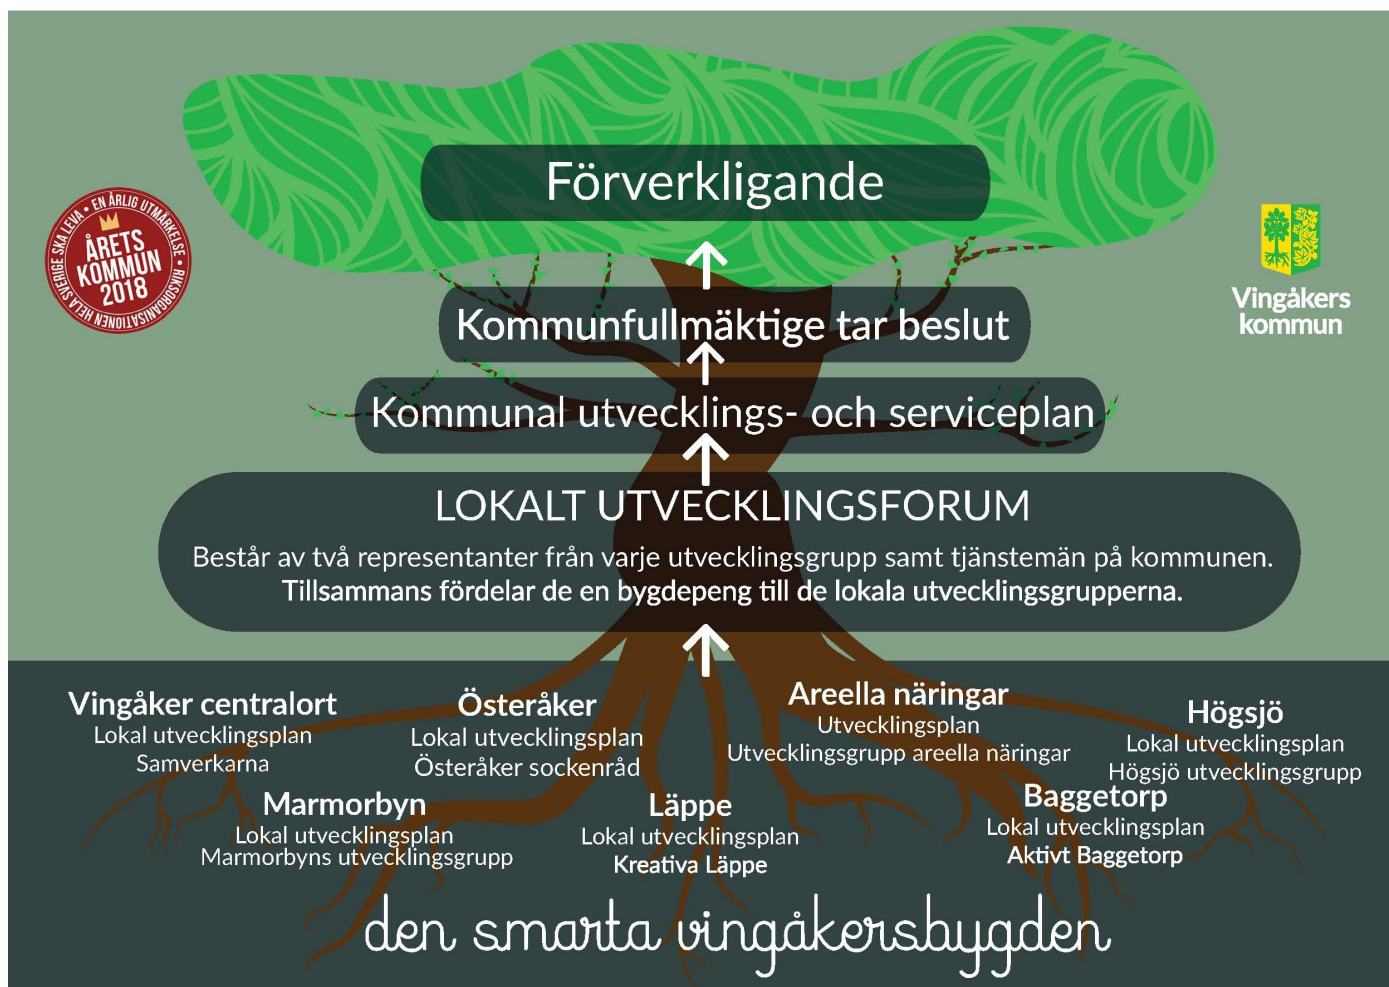 Förverkligande
EN ÅRLIG UTMÄRKELSE • RIKSORGANISATIONEN HELA SVERIGE SKA LEVA •
ÅRETS
KOMMUN
2018
Vingåkers
kommun
Kommunfullmäktige tar beslut
Kommunal utvecklings- och serviceplan
LOKALT UTVECKLINGSFORUM
Består av två representanter från varje utvecklingsgrupp samt tjänstemän på kommunen.
Tillsammans fördelar de en bygdepeng till de lokala utvecklingsgrupperna.
Vingåker centralort
Lokal utvecklingsplan
Samverkarna
Österåker
Lokal utvecklingsplan
Österåker sockenråd
Areella näringar
Utvecklingsplan
Utvecklingsgrupp areella näringar
Högsjö
Lokal utvecklingsplan
Högsjö utvecklingsgrupp
Marmorbyn
Lokal utvecklingsplan
Marmorbyns utvecklingsgrupp
Läppe
Lokal utvecklingsplan
Kreativa Läppe
Baggetorp
Lokal utvecklingsplan
Aktivt Baggetorp
den smarta vingåkersbygden